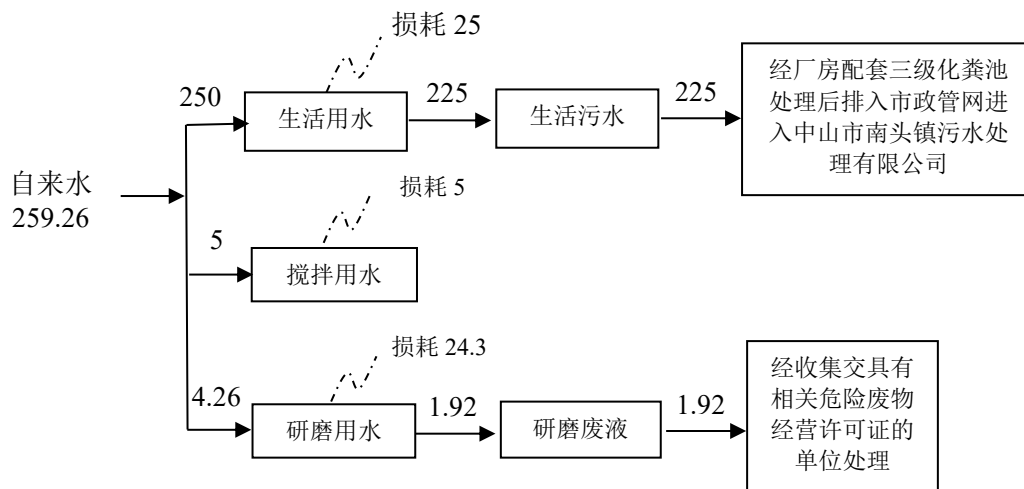 损耗 25
250
生活用水
225
生活污水
225
经厂房配套三级化粪池
处理后排入市政管网进
入中山市南头镇污水处
理有限公司
自来水
259.26
损耗 5
5
搅拌用水
损耗 24.3
4.26
研磨用水
1.92
研磨废液
1.92
经收集交具有
相关危险废物
经营许可证的
单位处理